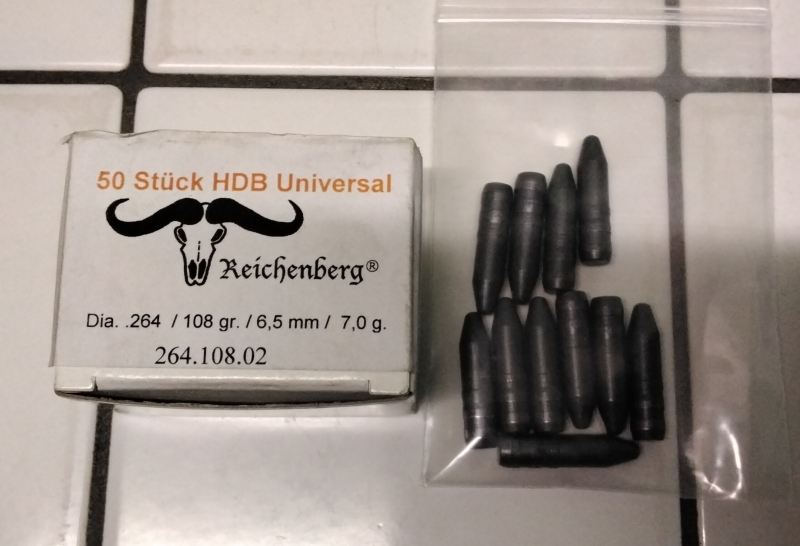 50 Stück HDB Universal
Reichenberg®
Dia. .264 / 108 gr. / 6,5 mm / 7,0 g.
264.108.02